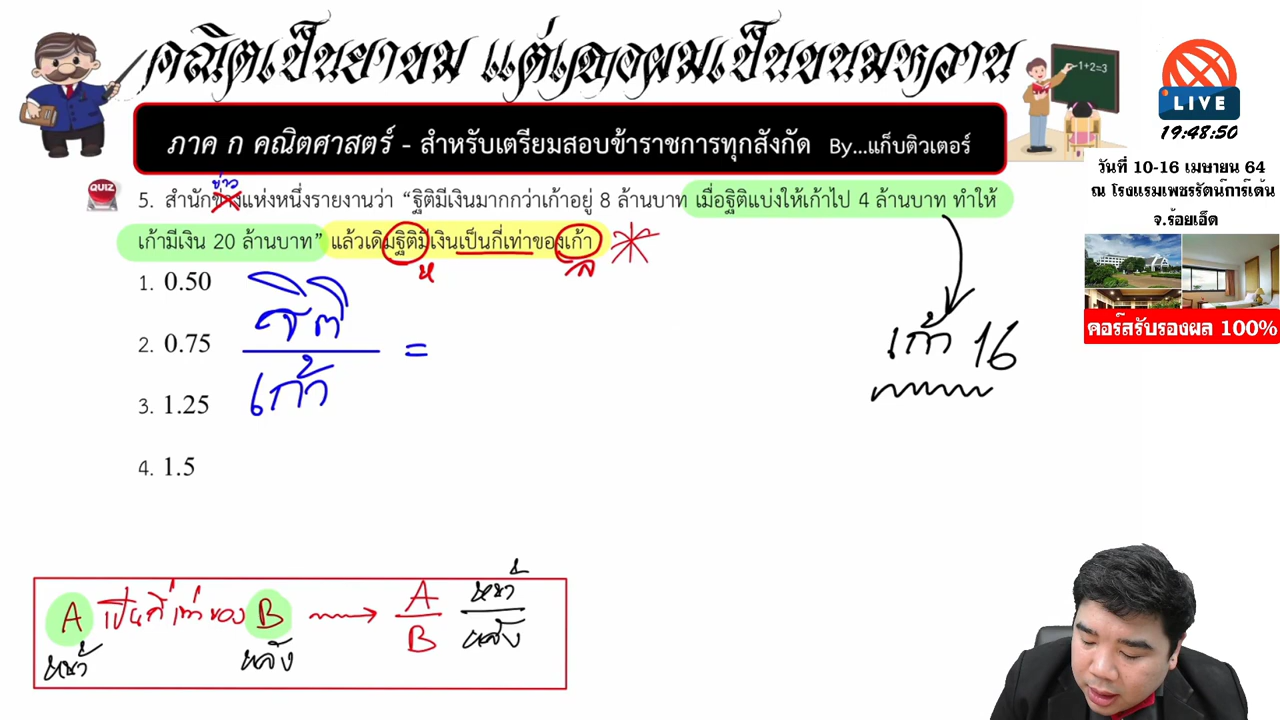 คณิตเป็นยาขม แต่เธอผมเป็นขนมหวาน
-1+2=3
LIVE
19:48:50
ภาค ก คณิตศาสตร์ - สำหรับเตรียมสอบข้าราชการทุกสังกัด By...แก็บติวเตอร์
วันที่ 10-16 เมษายน 64
ณ โรงแรมเพชรรัตน์การ์เด้น
จ.ร้อยเอ็ด
คอร์สรับรองผล 100%
QUIZ
ข่าว
5. สำนักช่างแห่งหนึ่งรายงานว่า “ฐิติมีเงินมากกว่าเก้าอยู่ 8 ล้านบาท เมื่อฐิติแบ่งให้เก้าไป 4 ล้านบาท ทำให้
เก้ามีเงิน 20 ล้านบาท” แล้วเดิมฐิติมีเงินเป็นกี่เท่าของเก้า
น ล
1. 0.50
2. 0.75
3. 1.25
4. 1.5
ฐิติ
เก้า =
เก้า 16
A เป็นกี่เท่าของ B → A หน้า
B หลัง
หน้า หลัง